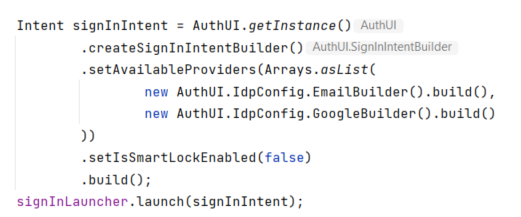 Intent signInIntent = AuthUI.getInstance() AuthUI
.createSignInIntentBuilder() AuthUI.SignInIntentBuilder
.setAvailableProviders(Arrays.asList(
new AuthUI.IdpConfig.EmailBuilder().build(),
new AuthUI.IdpConfig.GoogleBuilder().build()
))
.setIsSmartLockEnabled(false)
.build();
signInLauncher.launch(signInIntent);